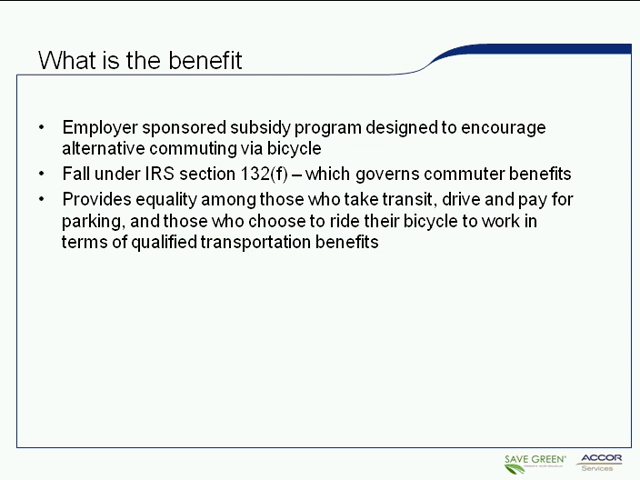 What is the benefit
• Employer sponsored subsidy program designed to encourage
alternative commuting via bicycle
• Fall under IRS section 132(f) – which governs commuter benefits
• Provides equality among those who take transit, drive and pay for
parking, and those who choose to ride their bicycle to work in
terms of qualified transportation benefits
SAVE GREEN
ACCOR
Services